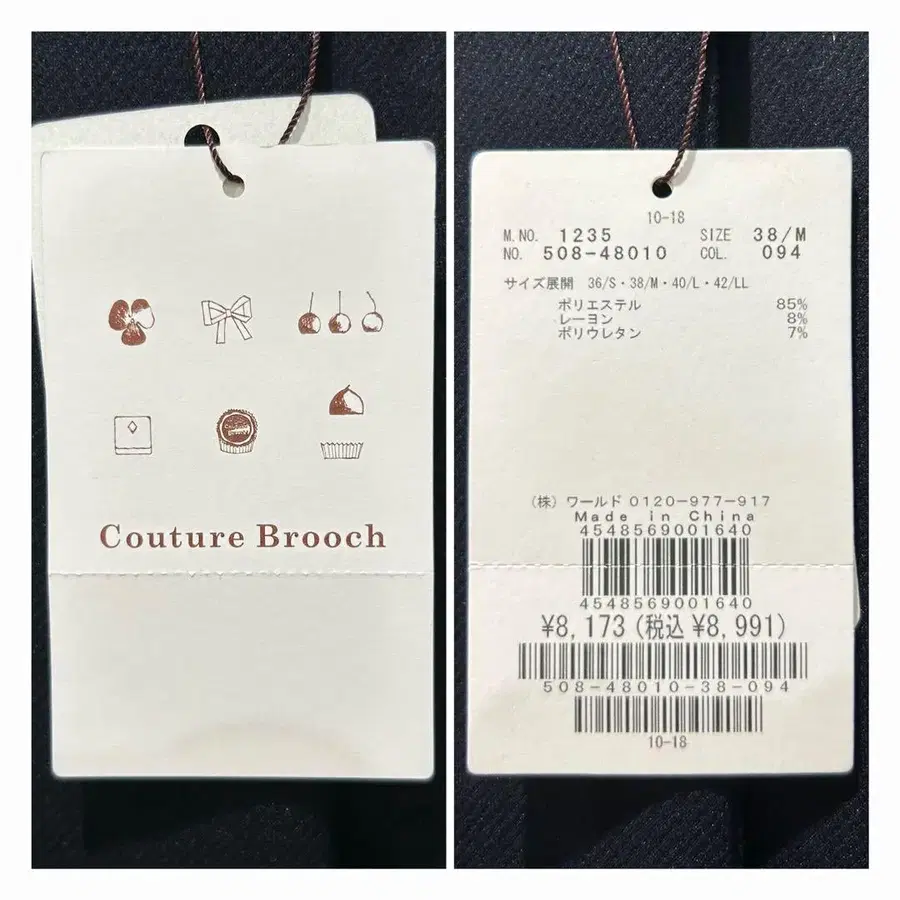 Couture Brooch
10-18
M.NO. 1235 SIZE 38/M
NO. 508-48010 COL. 094
サイズ展開 36/S・38/M・40/L・42/LL
ポリエステル 85%
レーヨン 8%
ポリウレタン 7%
(株) ワールド 0120-977-917
Made in China
4548569001640
4548569001640
¥8,173 (税込 ¥8,991)
508-48010-38-094
10-18